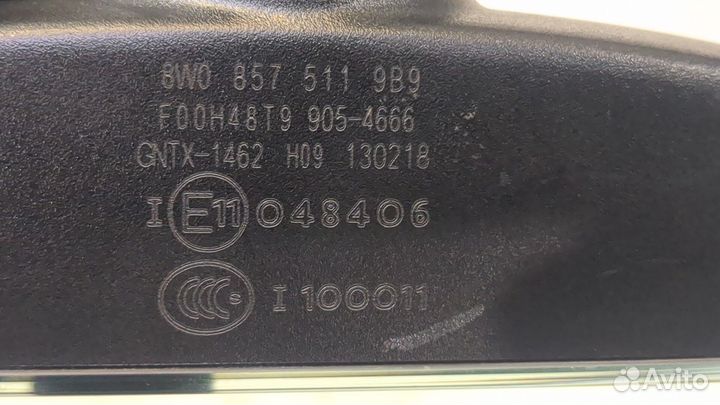 8W0 857 511 9B9
F00H48T9 905-4666
GNTX-1462 H09 130218
I E11 048406
CCC S I 100011
Avito